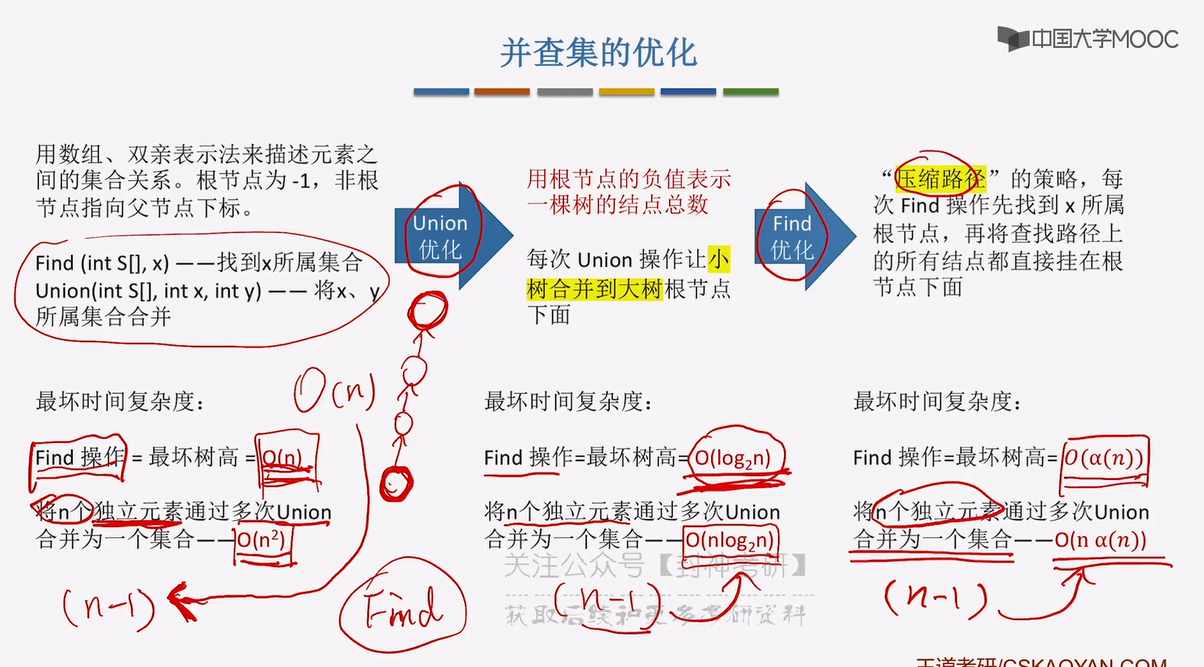 中国大学MOOC
并查集的优化
用数组、双亲表示法来描述元素之
间的集合关系。根节点为 -1，非根
节点指向父节点下标。
Find (int S[], x) ——找到x所属集合
Union(int S[], int x, int y) —— 将x、y
所属集合合并
Union
优化
用根节点的负值表示
一棵树的结点总数
每次 Union 操作让小
树合并到大树根节点
下面
Find
优化
“压缩路径”的策略，每
次 Find 操作先找到 x 所属
根节点，再将查找路径上
的所有结点都直接挂在根
节点下面
O(n)
最坏时间复杂度：
Find 操作 = 最坏树高 = O(n)
将n个独立元素通过多次Union
合并为一个集合——O(n²)
(n-1)
Find
最坏时间复杂度：
Find 操作=最坏树高=O(log₂n)
将n个独立元素通过多次Union
合并为一个集合——O(nlog₂n)
关注公众号【封神考研】
(n-1)
获取后续和更多考研资料
最坏时间复杂度：
Find 操作=最坏树高= O(α(n))
将n个独立元素通过多次Union
合并为一个集合——O(n α(n))
(n-1)
王道考研/CSKAOYAN.COM